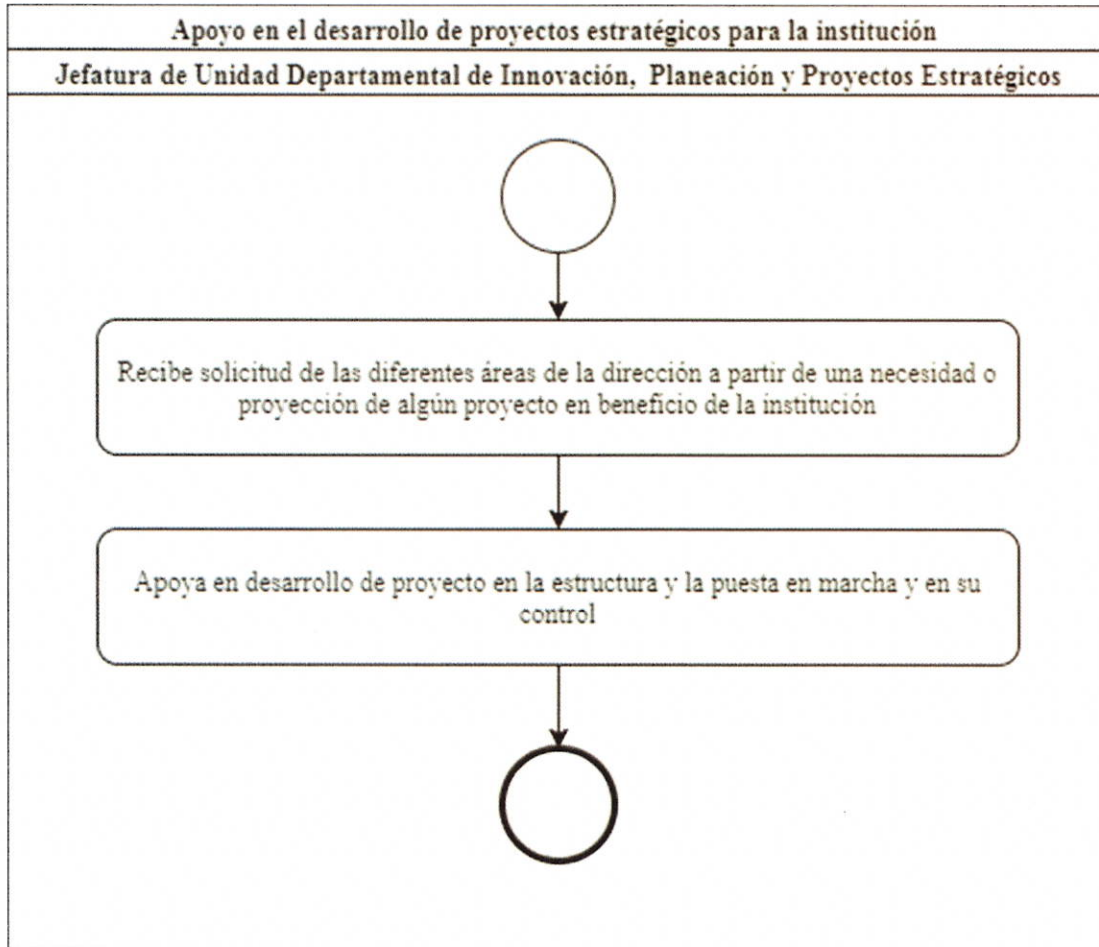 Apoyo en el desarrollo de proyectos estratégicos para la institución
Jefatura de Unidad Departamental de Innovación, Planeación y Proyectos Estratégicos
Recibe solicitud de las diferentes áreas de la dirección a partir de una necesidad o
proyección de algún proyecto en beneficio de la institución
Apoya en desarrollo de proyecto en la estructura y la puesta en marcha y en su
control